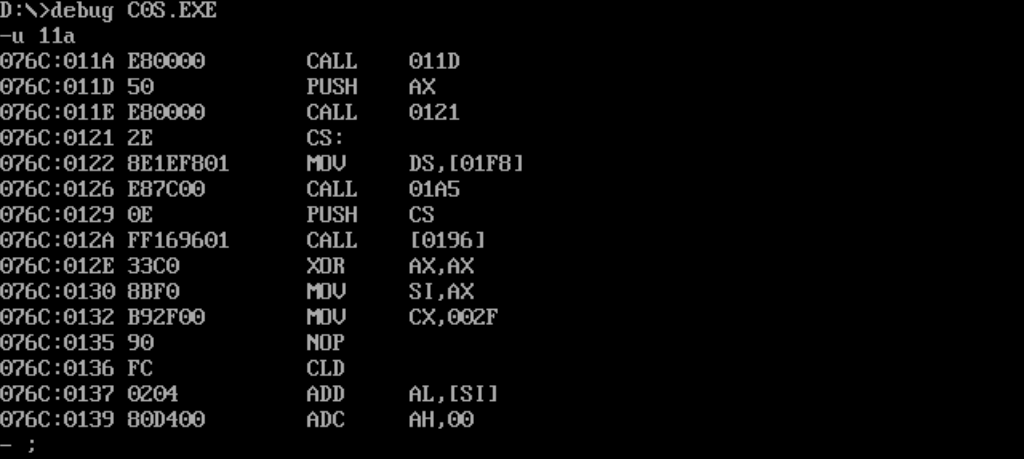 D:\>debug C0S.EXE
-u 11a
076C:011A E80000 CALL 011D
076C:011D 50 PUSH AX
076C:011E E80000 CALL 0121
076C:0121 2E CS:
076C:0122 8E1EF801 MOV DS,[01F8]
076C:0126 E87C00 CALL 01A5
076C:0129 0E PUSH CS
076C:012A FF169601 CALL [0196]
076C:012E 33C0 XOR AX,AX
076C:0130 8BF0 MOV SI,AX
076C:0132 B92F00 MOV CX,002F
076C:0135 90 NOP
076C:0136 FC CLD
076C:0137 0204 ADD AL,[SI]
076C:0139 80D400 ADC AH,00
- ;